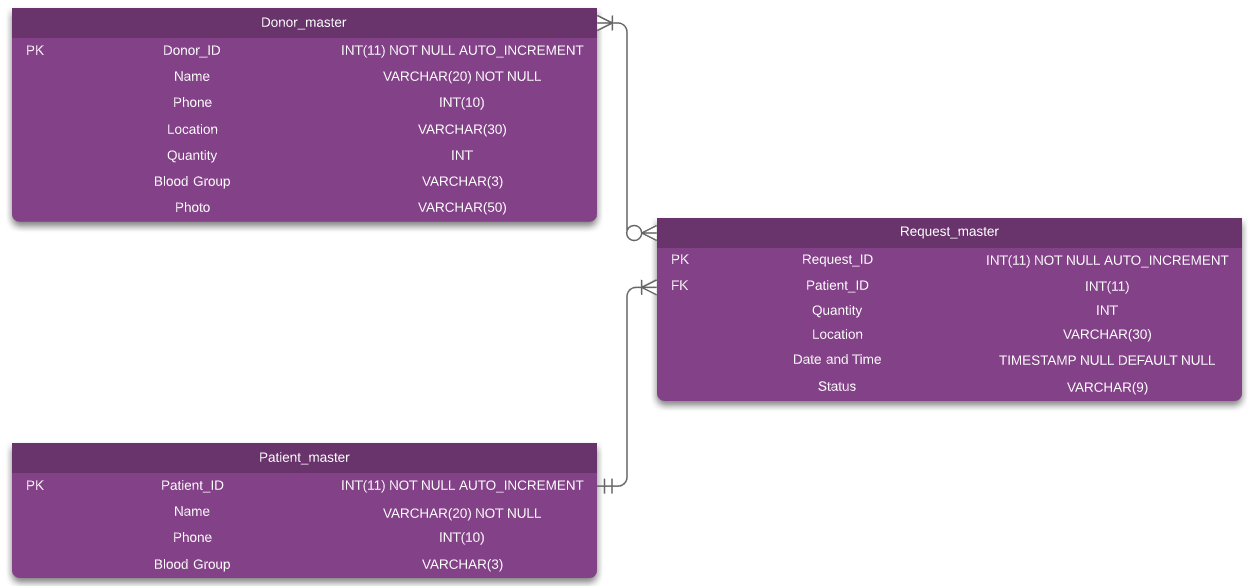 Donor_master
PK Donor_ID INT(11) NOT NULL AUTO_INCREMENT
Name VARCHAR(20) NOT NULL
Phone INT(10)
Location VARCHAR(30)
Quantity INT
Blood Group VARCHAR(3)
Photo VARCHAR(50)
Request_master
PK Request_ID INT(11) NOT NULL AUTO_INCREMENT
FK Patient_ID INT(11)
Quantity INT
Location VARCHAR(30)
Date and Time TIMESTAMP NULL DEFAULT NULL
Status VARCHAR(9)
Patient_master
PK Patient_ID INT(11) NOT NULL AUTO_INCREMENT
Name VARCHAR(20) NOT NULL
Phone INT(10)
Blood Group VARCHAR(3)